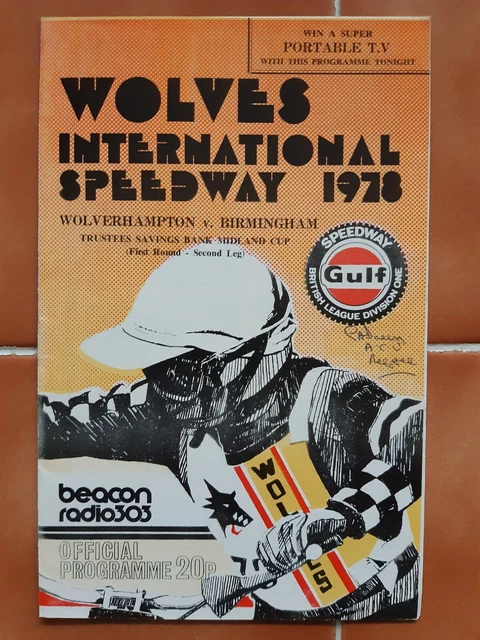 WIN A SUPER
PORTABLE T.V
WITH THIS PROGRAMME TONIGHT
WOLVES
INTERNATIONAL
SPEEDWAY 1978
WOLVERHAMPTON v. BIRMINGHAM
TRUSTEES SAVINGS BANK MIDLAND CUP
(First Round - Second Leg)
SPEEDWAY
Gulf
BRITISH LEAGUE DIVISION ONE
WOLVES
beacon
radio303
OFFICIAL
PROGRAMME 20p